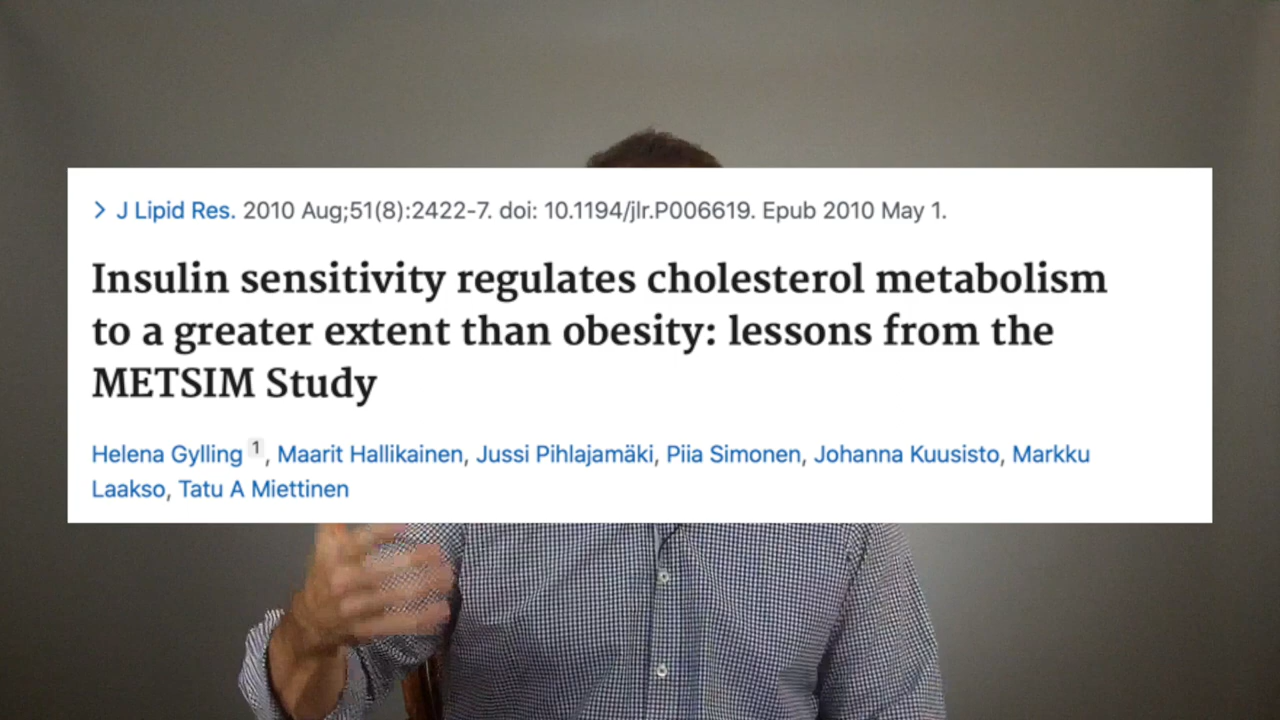 > J Lipid Res. 2010 Aug;51(8):2422-7. doi: 10.1194/jlr.P006619. Epub 2010 May 1.
Insulin sensitivity regulates cholesterol metabolism
to a greater extent than obesity: lessons from the
METSIM Study
Helena Gylling 1, Maarit Hallikainen, Jussi Pihlajamäki, Piia Simonen, Johanna Kuusisto, Markku
Laakso, Tatu A Miettinen